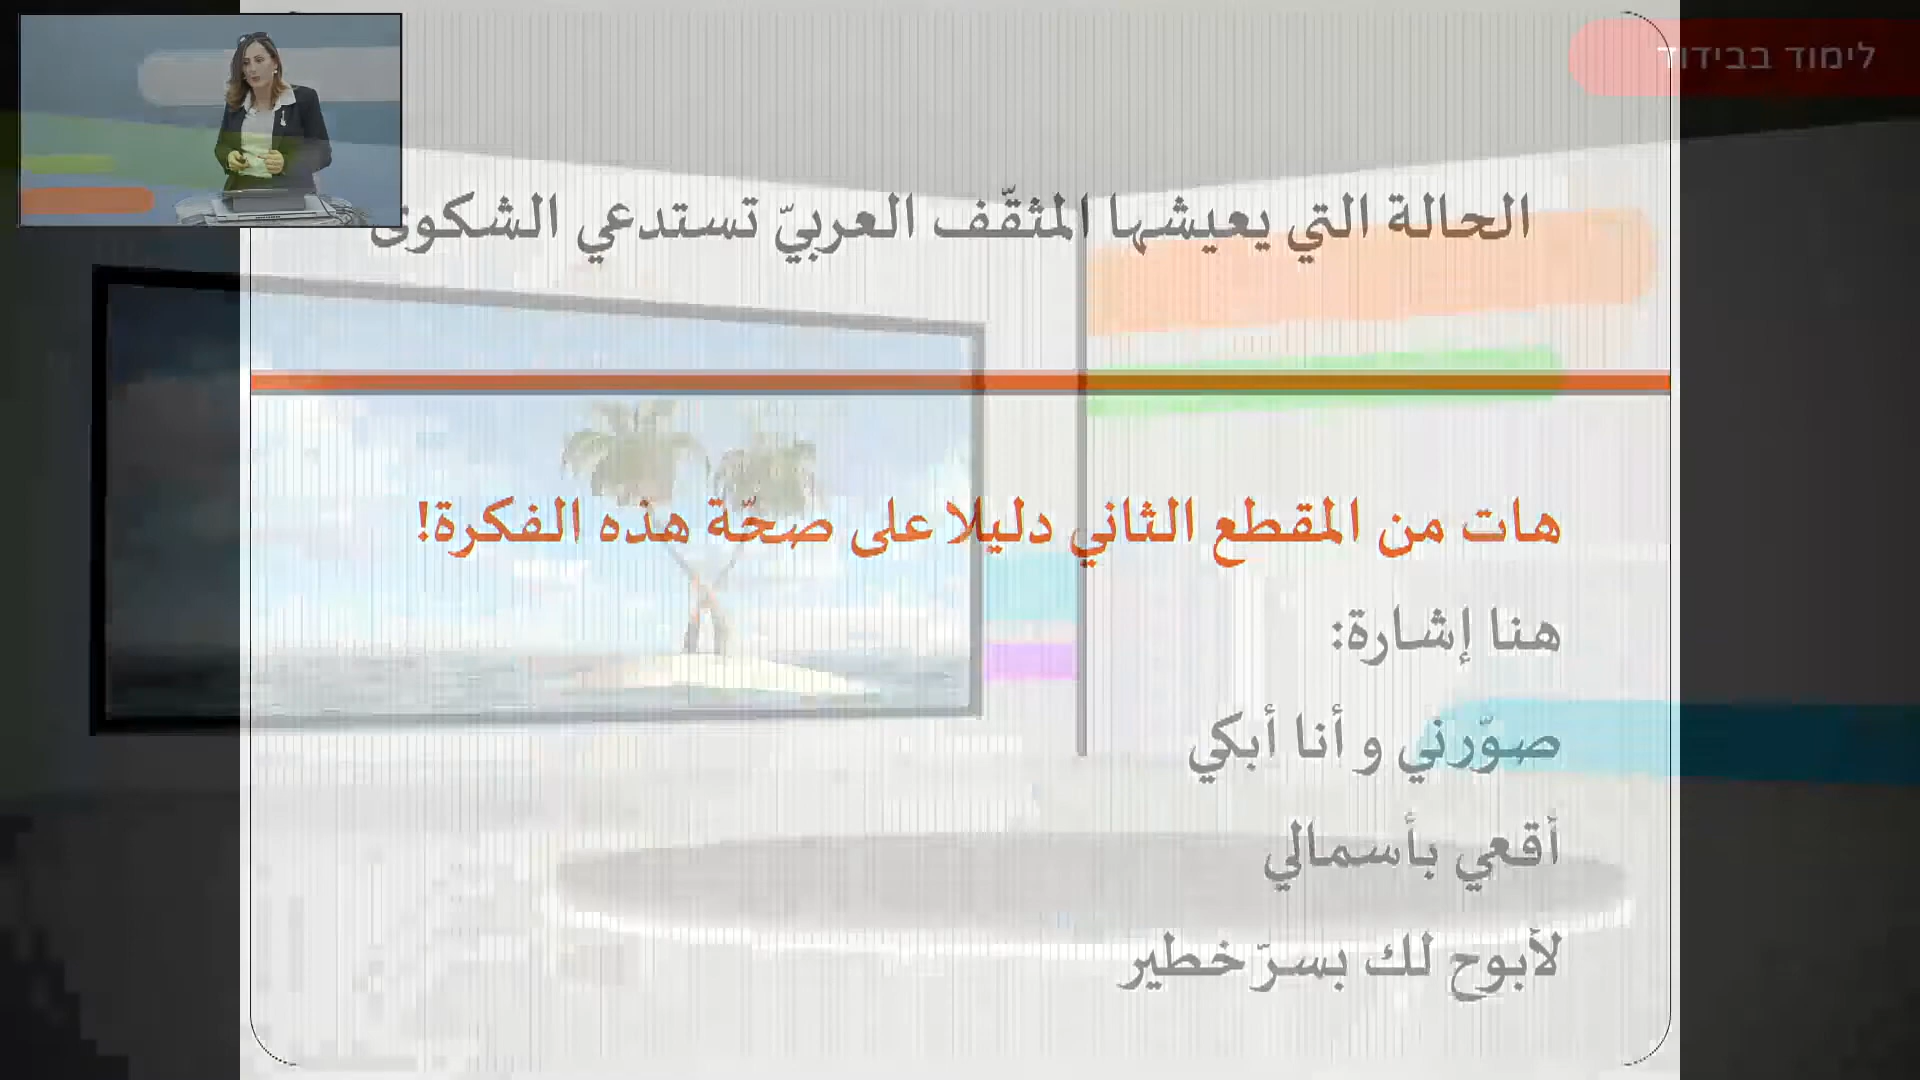 לימוד בבידוד
الحالة التي يعيشها المثقّف العربيّ تستدعي الشكوى
هات من المقطع الثاني دليلا على صحّة هذه الفكرة!
هنا إشارة:
صوّرني و أنا أبكي
أقعي بأسمالي
لأبوح لك بسرّ خطير